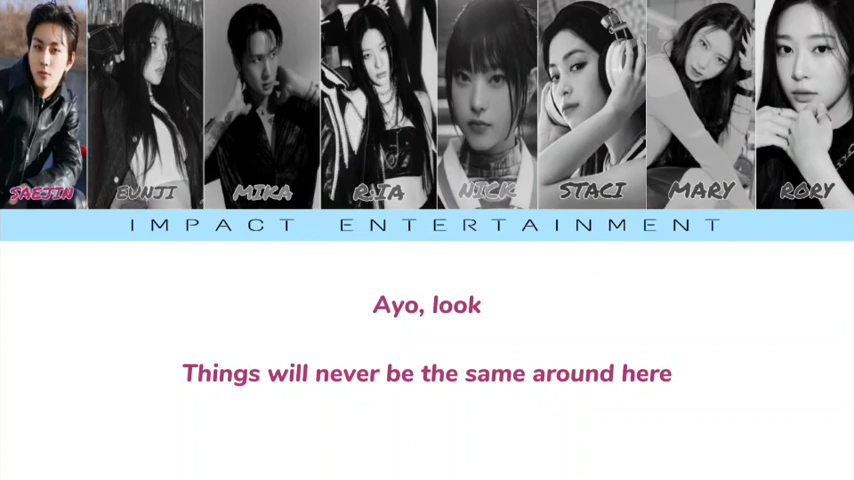 SAEJIN EUNJI MIKA RIA NICK STACI MARY RORY
IMPACT ENTERTAINMENT
Ayo, look
Things will never be the same around here